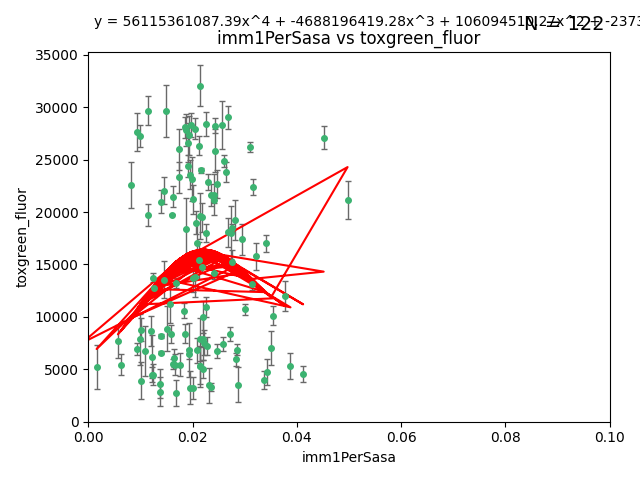 y = 56115361087.39x^4 + -4688196419.28x^3 +
N = 122
imm1PerSasa vs toxgreen_fluor
35000
30000
25000
20000
15000
10000
5000
0
toxgreen_fluor
0.00 0.02 0.04 0.06 0.08 0.10
imm1PerSasa